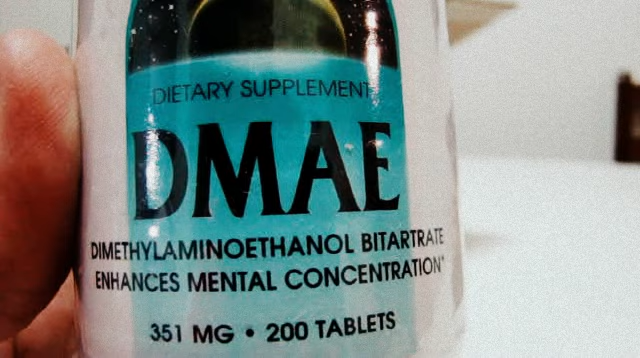 DIETARY SUPPLEMENT
DMAE
DIMETHYLAMINOETHANOL BITARTRATE
ENHANCES MENTAL CONCENTRATION*
351 MG • 200 TABLETS